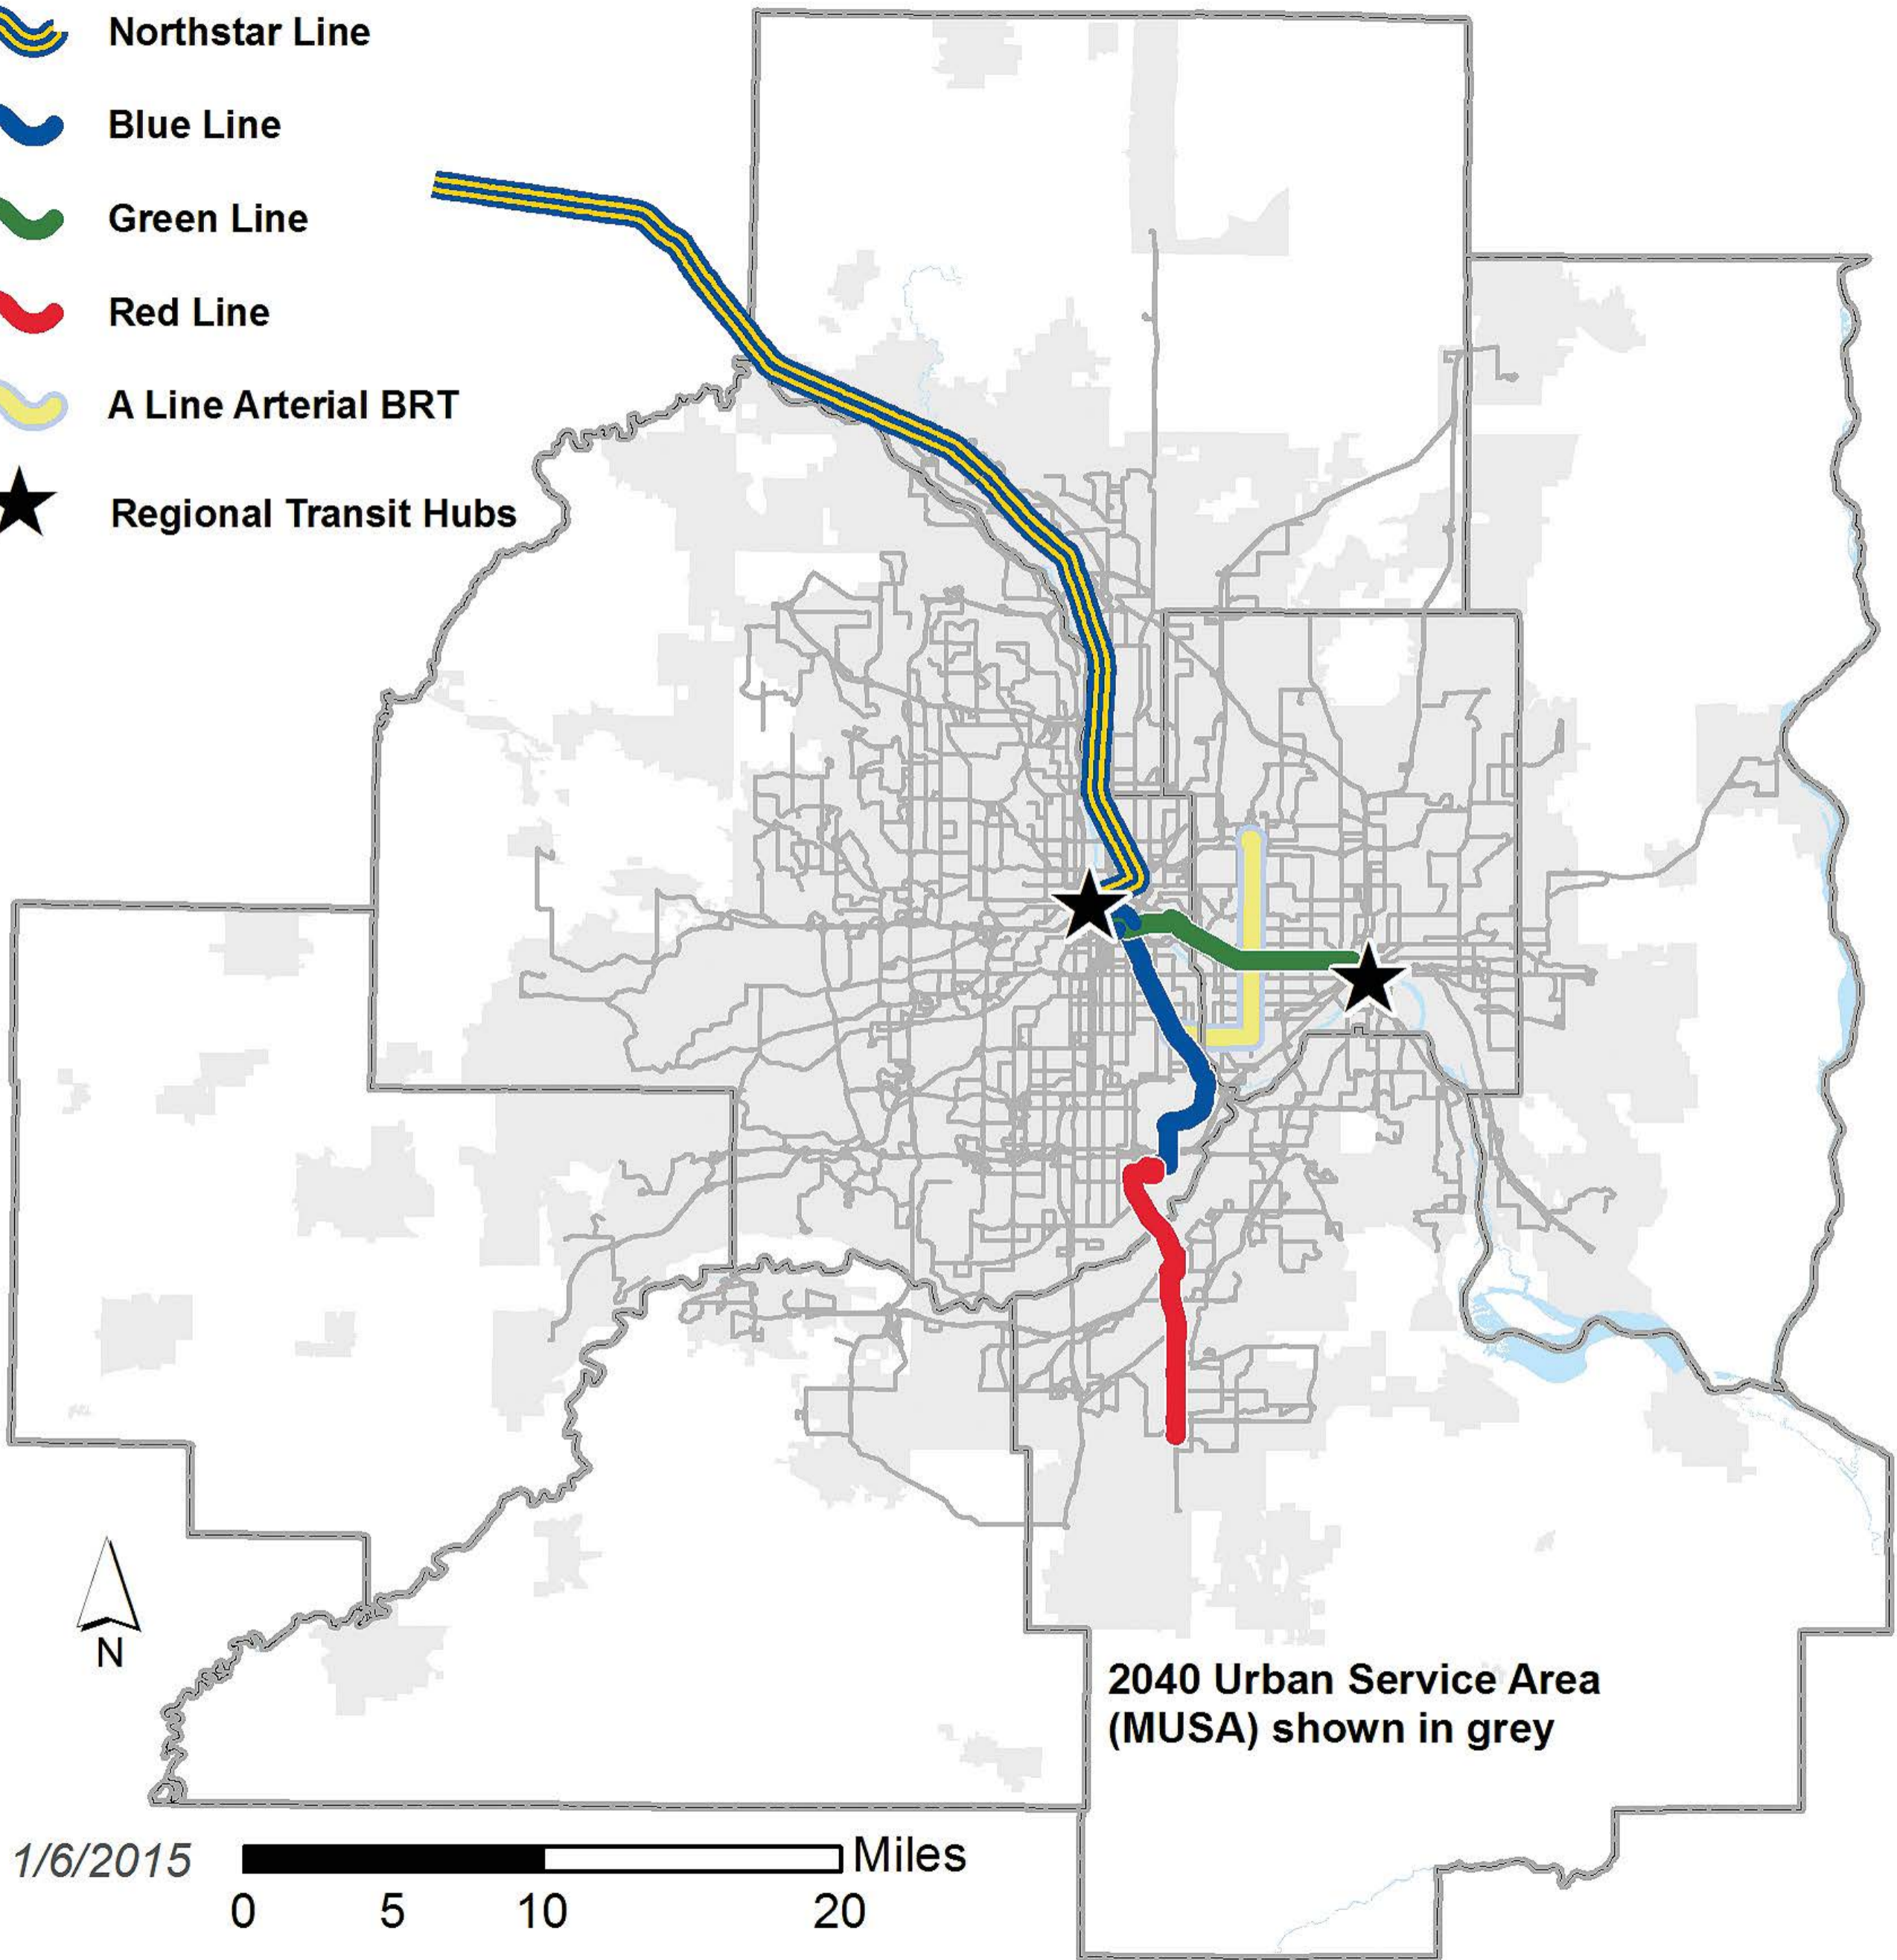 Northstar Line
Blue Line
Green Line
Red Line
A Line Arterial BRT
Regional Transit Hubs
N
2040 Urban Service Area
(MUSA) shown in grey
1/6/2015
Miles
0 5 10 20